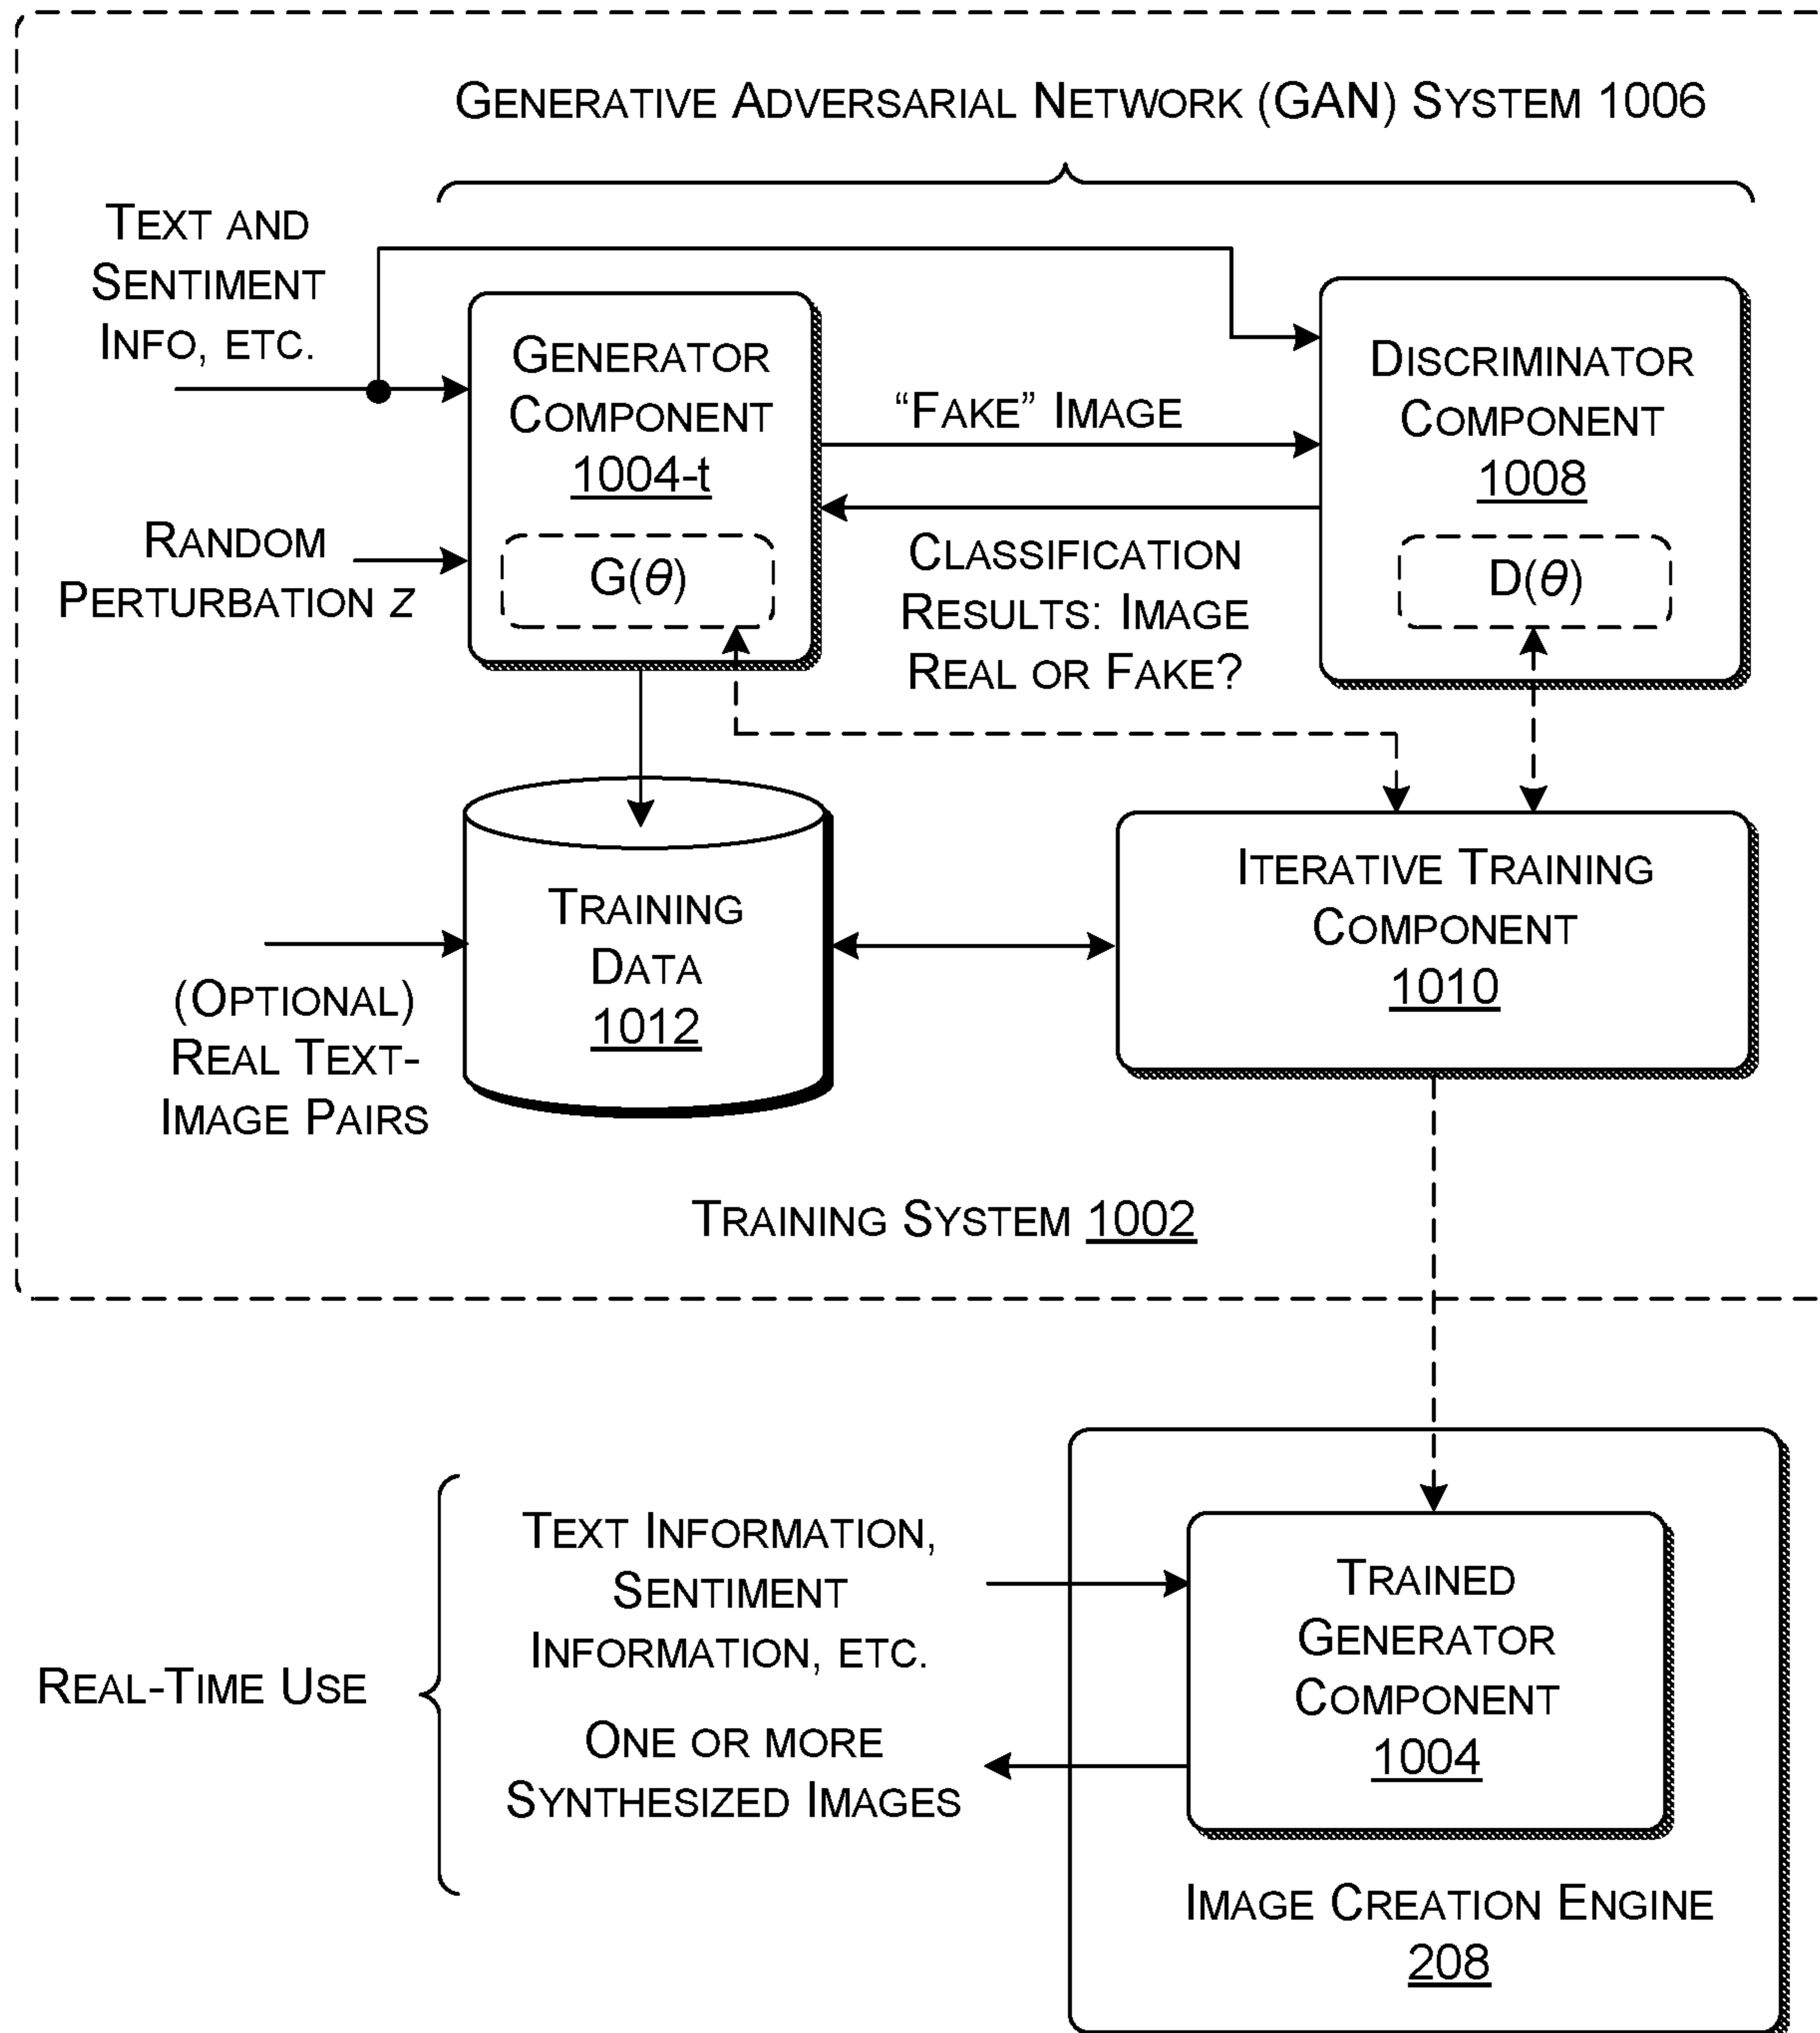 GENERATIVE ADVERSARIAL NETWORK (GAN) SYSTEM 1006
TEXT AND
SENTIMENT
INFO, ETC.
GENERATOR
COMPONENT
1004-t
G(θ)
RANDOM
PERTURBATION z
“FAKE” IMAGE
CLASSIFICATION
RESULTS: IMAGE
REAL OR FAKE?
DISCRIMINATOR
COMPONENT
1008
D(θ)
TRAINING
DATA
1012
(OPTIONAL)
REAL TEXT-
IMAGE PAIRS
ITERATIVE TRAINING
COMPONENT
1010
TRAINING SYSTEM 1002
REAL-TIME USE
TEXT INFORMATION,
SENTIMENT
INFORMATION, ETC.
ONE OR MORE
SYNTHESIZED IMAGES
TRAINED
GENERATOR
COMPONENT
1004
IMAGE CREATION ENGINE
208